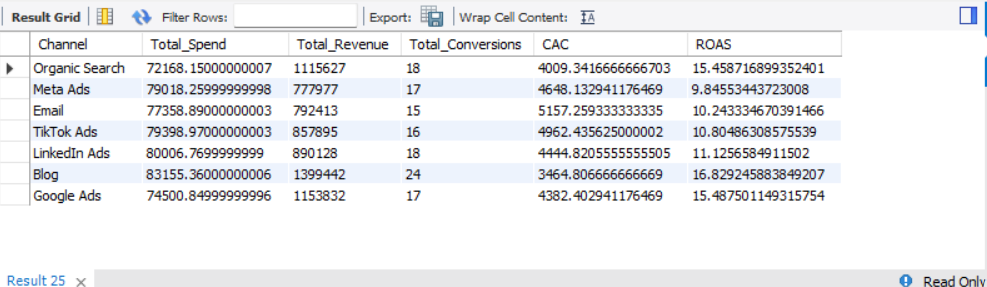 Result Grid Filter Rows: Export: Wrap Cell Content:
Channel Total_Spend Total_Revenue Total_Conversions CAC ROAS
Organic Search 72168.15000000007 1115627 18 4009.3416666666703 15.458716899352401
Meta Ads 79018.25999999998 777977 17 4648.132941176469 9.84553443723008
Email 77358.89000000003 792413 15 5157.259333333335 10.243334670391466
TikTok Ads 79398.97000000003 857895 16 4962.435625000002 10.80486308575539
LinkedIn Ads 80006.7699999999 890128 18 4444.8205555555505 11.1256584911502
Blog 83155.36000000006 1399442 24 3464.806666666669 16.829245883849207
Google Ads 74500.84999999996 1153832 17 4382.402941176469 15.487501149315754
Result 25 Read Only